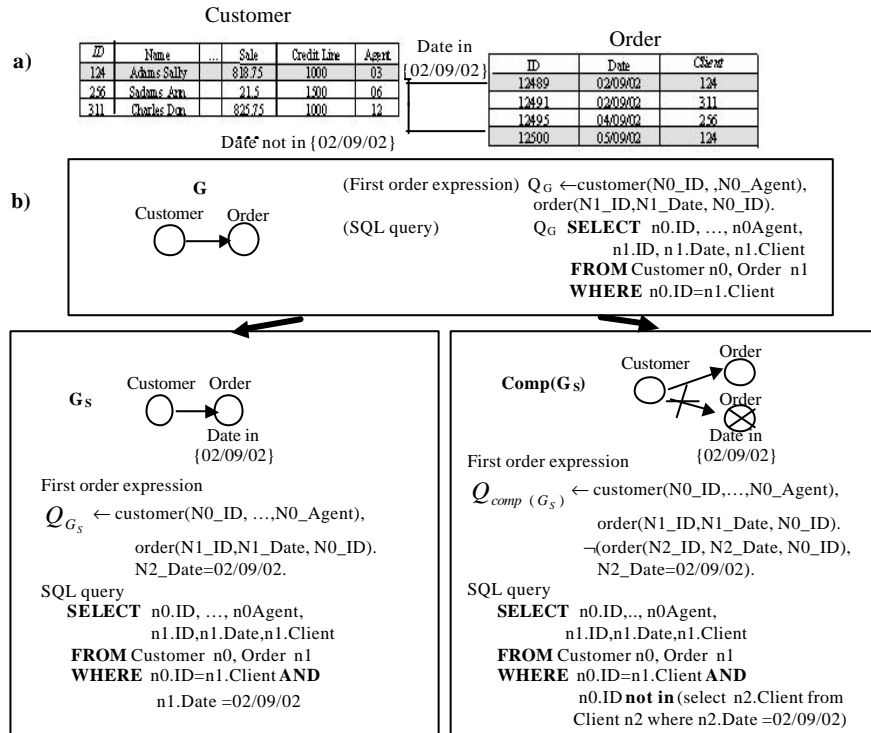 Customer
a)
ID Name ... Sale Credit Line Agent
124 Adams Sally 818.75 1000 03
256 Sadams Ann 21.5 1500 06
311 Charles Don 825.75 1000 12
Date in
{02/09/02}
Date not in {02/09/02}
Order
ID Date Client
12489 02/09/02 124
12491 02/09/02 311
12495 04/09/02 256
12500 05/09/02 124
b)
G
Customer Order
(First order expression) Q_G ←customer(N0_ID, ,N0_Agent),
order(N1_ID,N1_Date, N0_ID).
(SQL query) Q_G SELECT n0.ID, …, n0Agent,
n1.ID, n1.Date, n1.Client
FROM Customer n0, Order n1
WHERE n0.ID=n1.Client
G_S
Customer Order
Date in
{02/09/02}
First order expression
Q_{G_S} ← customer(N0_ID, …,N0_Agent),
order(N1_ID,N1_Date, N0_ID).
N2_Date=02/09/02.
SQL query
SELECT n0.ID, …, n0Agent,
n1.ID,n1.Date,n1.Client
FROM Customer n0, Order n1
WHERE n0.ID=n1.Client AND
n1.Date =02/09/02
Comp(G_S)
Customer
Order
Order
Date in
{02/09/02}
First order expression
Q_{comp (G_S)} ← customer(N0_ID,…,N0_Agent),
order(N1_ID,N1_Date, N0_ID).
¬(order(N2_ID, N2_Date, N0_ID),
N2_Date=02/09/02).
SQL query
SELECT n0.ID,.., n0Agent,
n1.ID,n1.Date,n1.Client
FROM Customer n0, Order n1
WHERE n0.ID=n1.Client AND
n0.ID not in (select n2.Client from
Client n2 where n2.Date =02/09/02)